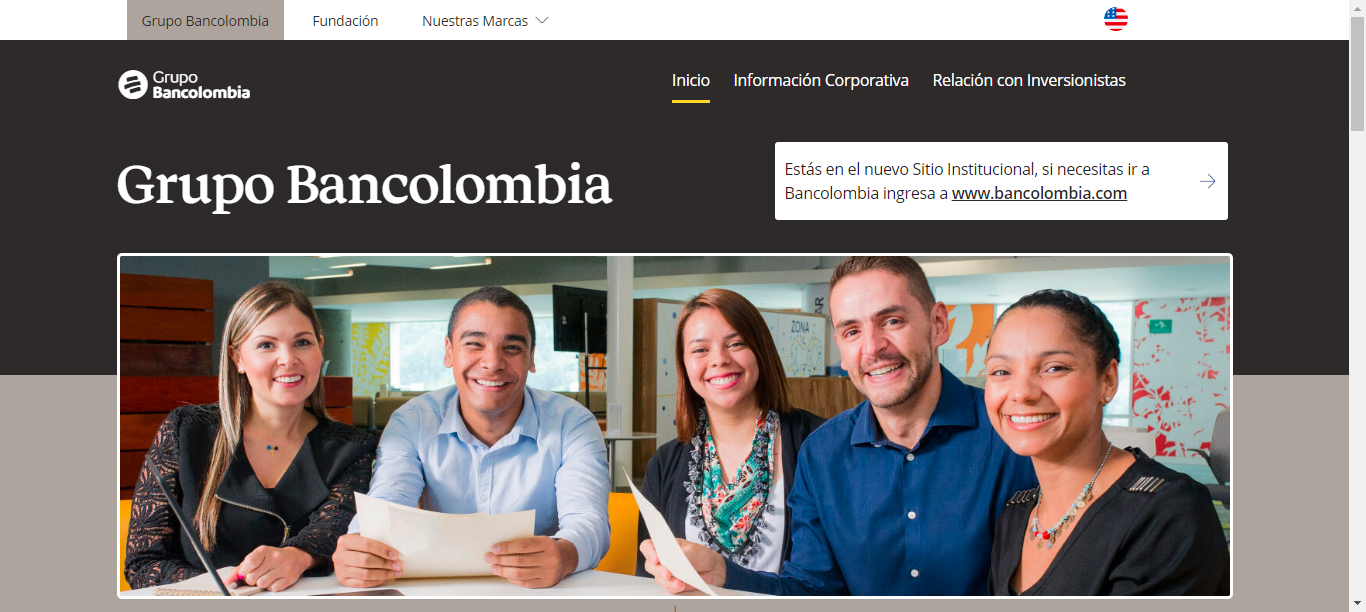 Grupo Bancolombia
Fundación
Nuestras Marcas
Grupo
Bancolombia
Inicio
Información Corporativa
Relación con Inversionistas
Grupo Bancolombia
Estás en el nuevo Sitio Institucional, si necesitas ir a
Bancolombia ingresa a www.bancolombia.com
ZONA
AR